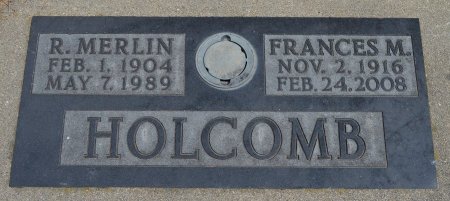 R. MERLIN
FEB. 1, 1904
MAY 7, 1989
FRANCES M.
NOV. 2, 1916
FEB. 24, 2008
HOLCOMB